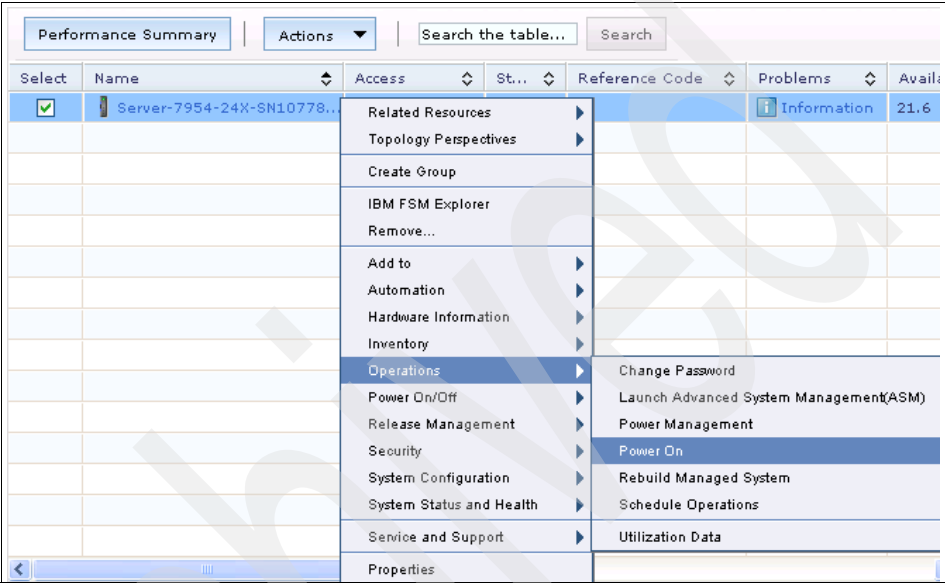 Performance Summary Actions Search the table... Search
Select Name Access St... Reference Code Problems Availa
Server-7954-24X-SN10778... Information 21.6
Related Resources
Topology Perspectives
Create Group
IBM FSM Explorer
Remove...
Add to
Automation
Hardware Information
Inventory
Operations
Power On/Off
Release Management
Security
System Configuration
System Status and Health
Service and Support
Properties
Change Password
Launch Advanced System Management(ASM)
Power Management
Power On
Rebuild Managed System
Schedule Operations
Utilization Data